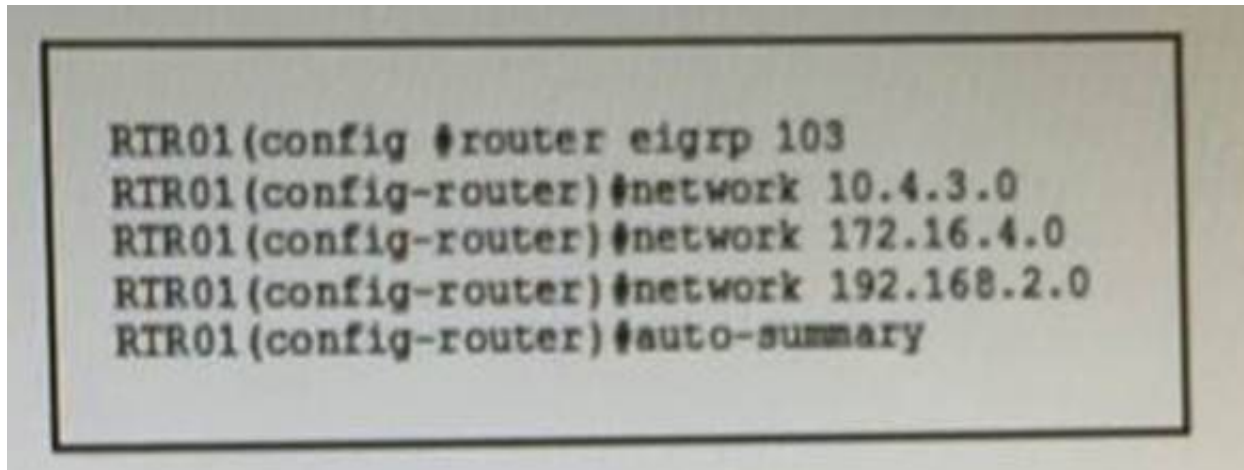 RTR01(config #router eigrp 103
RTR01(config-router)#network 10.4.3.0
RTR01(config-router)#network 172.16.4.0
RTR01(config-router)#network 192.168.2.0
RTR01(config-router)#auto-summary